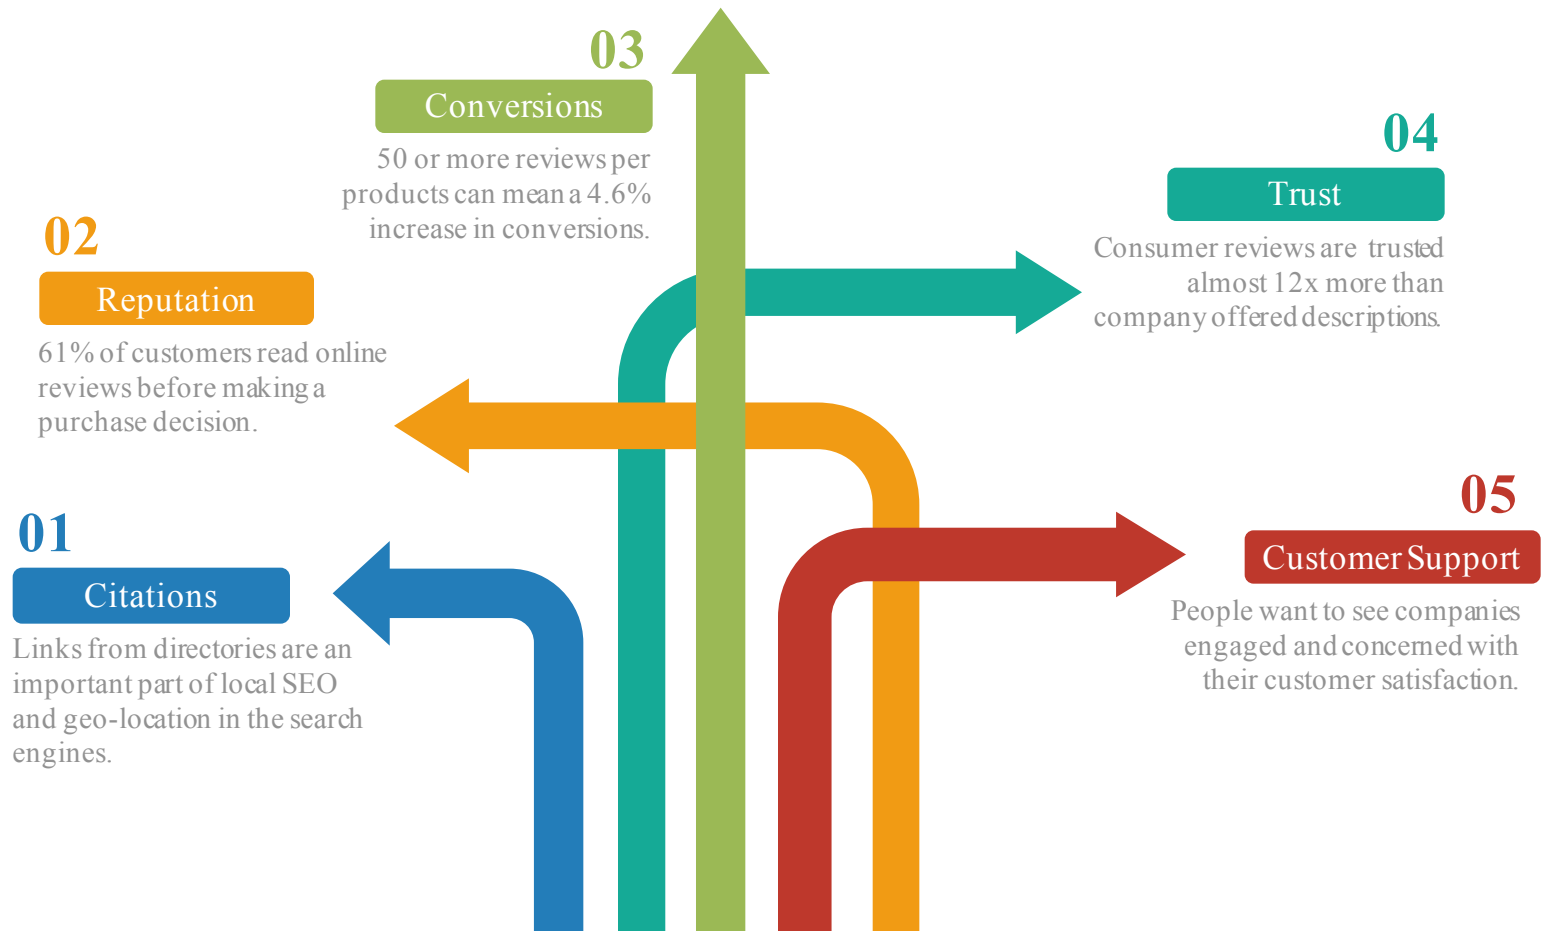 03
Conversions
50 or more reviews per
products can mean a 4.6%
increase in conversions.
04
Trust
Consumer reviews are trusted
almost 12x more than
company offered descriptions.
02
Reputation
61% of customers read online
reviews before making a
purchase decision.
01
Citations
Links from directories are an
important part of local SEO
and geo-location in the search
engines.
05
Customer Support
People want to see companies
engaged and concerned with
their customer satisfaction.